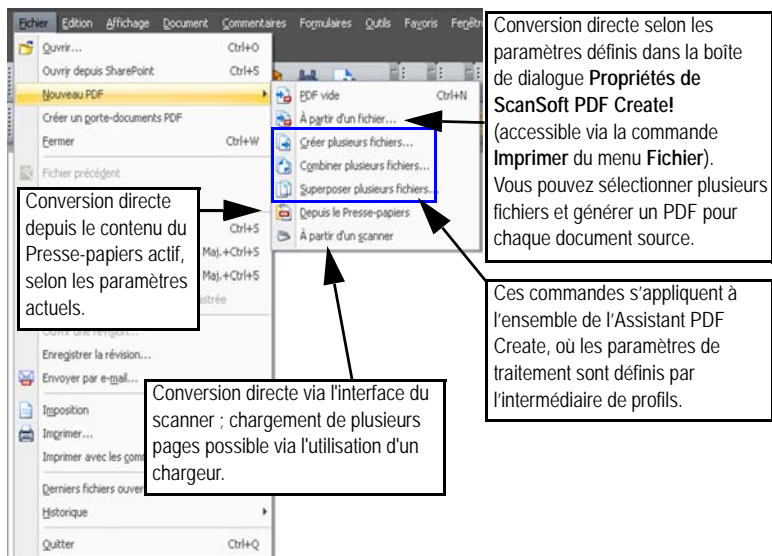 Fichier Edition Affichage Document Commentaires Formulaires Outils Favoris Fenêtr
Ouvrir... Ctrl+O
Ouvrir depuis SharePoint Ctrl+S
Nouveau PDF
Créer un porte-documents PDF
Fermer Ctrl+W
Fichier précédent
Ctrl+S
Maj.+Ctrl+S
Maj.+Ctrl+S
Enregistrer la révision...
Envoyer par e-mail...
Imposition
Imprimer...
Imprimer avec les
Derniers fichiers
Historique
Quitter Ctrl+Q
PDF vide Ctrl+N
À partir d'un fichier...
Créer plusieurs fichiers...
Combiner plusieurs fichiers...
Superposer plusieurs fichiers...
Depuis le Presse-papiers
À partir d'un scanner
Conversion directe selon les
paramètres définis dans la boîte
de dialogue Propriétés de
ScanSoft PDF Create!
(accessible via la commande
Imprimer du menu Fichier).
Vous pouvez sélectionner plusieurs
fichiers et générer un PDF pour
chaque document source.
Conversion directe
depuis le contenu du
Presse-papiers actif,
selon les paramètres
actuels.
Ces commandes s'appliquent à
l'ensemble de l'Assistant PDF
Create, où les paramètres de
traitement sont définis par
l'intermédiaire de profils.
Conversion directe via l'interface du
scanner ; chargement de plusieurs
pages possible via l'utilisation d'un
chargeur.